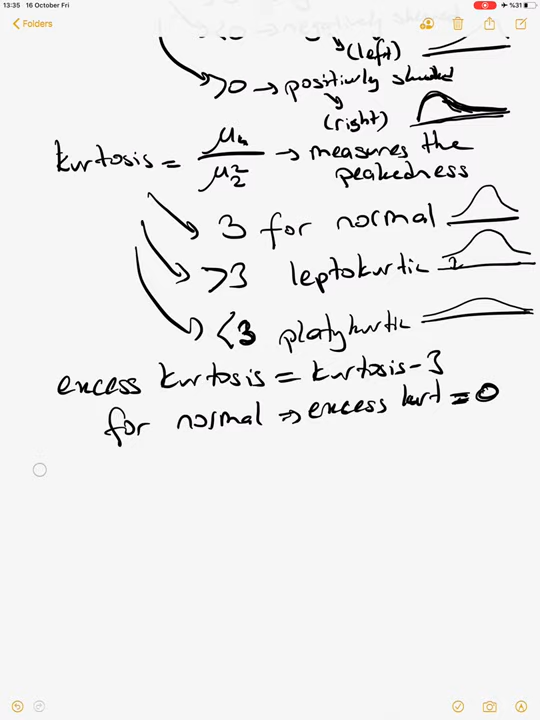 13:35 16 October Fri
%31
Folders
(left)
>0 → positively skewed
(right)
kurtosis = μ₄ / μ₂² → measures the peakedness
3 for normal
>3 leptokurtic
<3 platykurtic
excess kurtosis = kurtosis - 3
for normal ⇒ excess kurt = 0